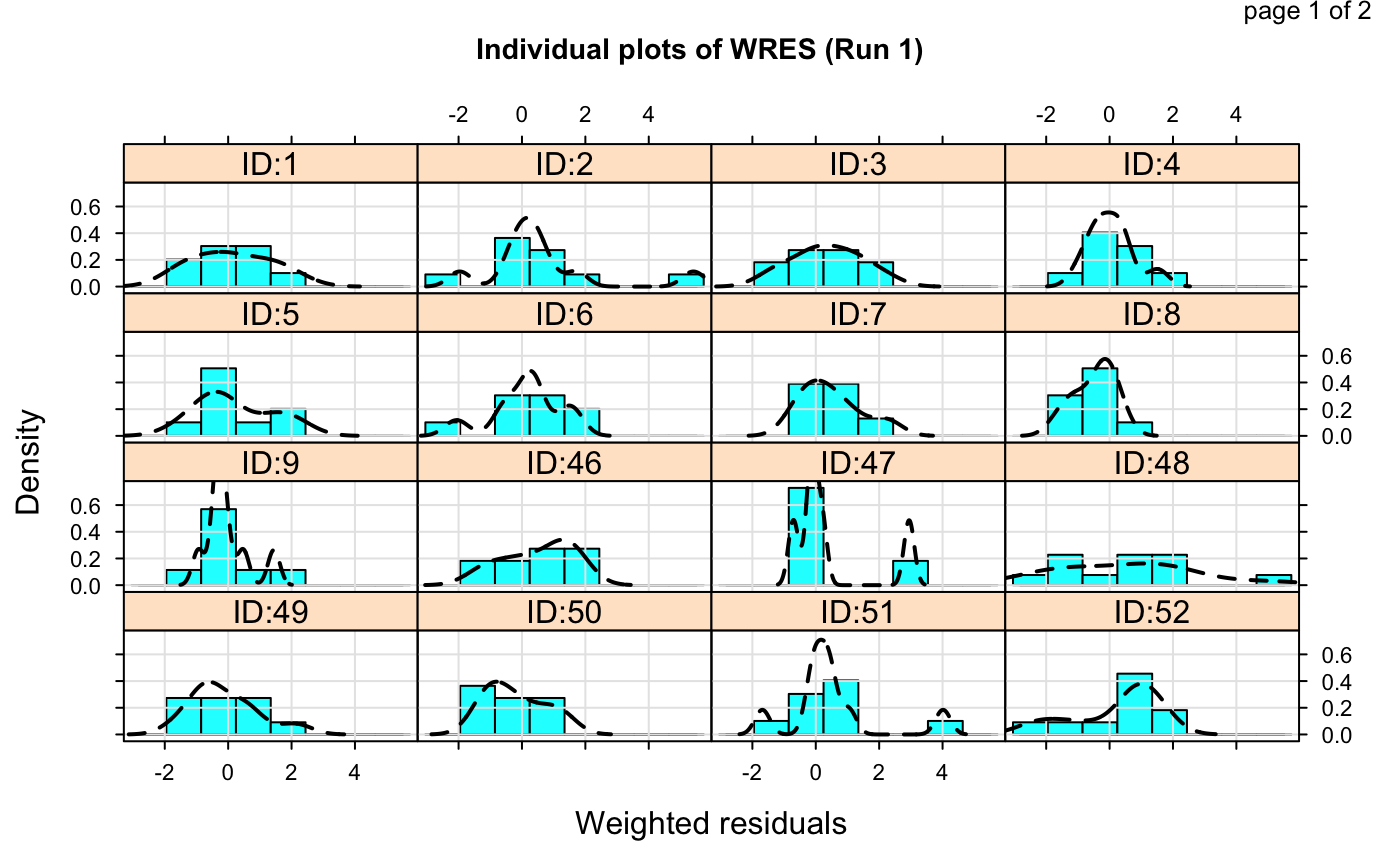 page 1 of 2
Individual plots of WRES (Run 1)
-2 0 2 4 -2 0 2 4
ID:1 ID:2 ID:3 ID:4
0.6
0.4
0.2
0.0
ID:5 ID:6 ID:7 ID:8
0.6
0.4
0.2
0.0
ID:9 ID:46 ID:47 ID:48
0.6
0.4
0.2
0.0
ID:49 ID:50 ID:51 ID:52
0.6
0.4
0.2
0.0
-2 0 2 4 -2 0 2 4
Density
Weighted residuals